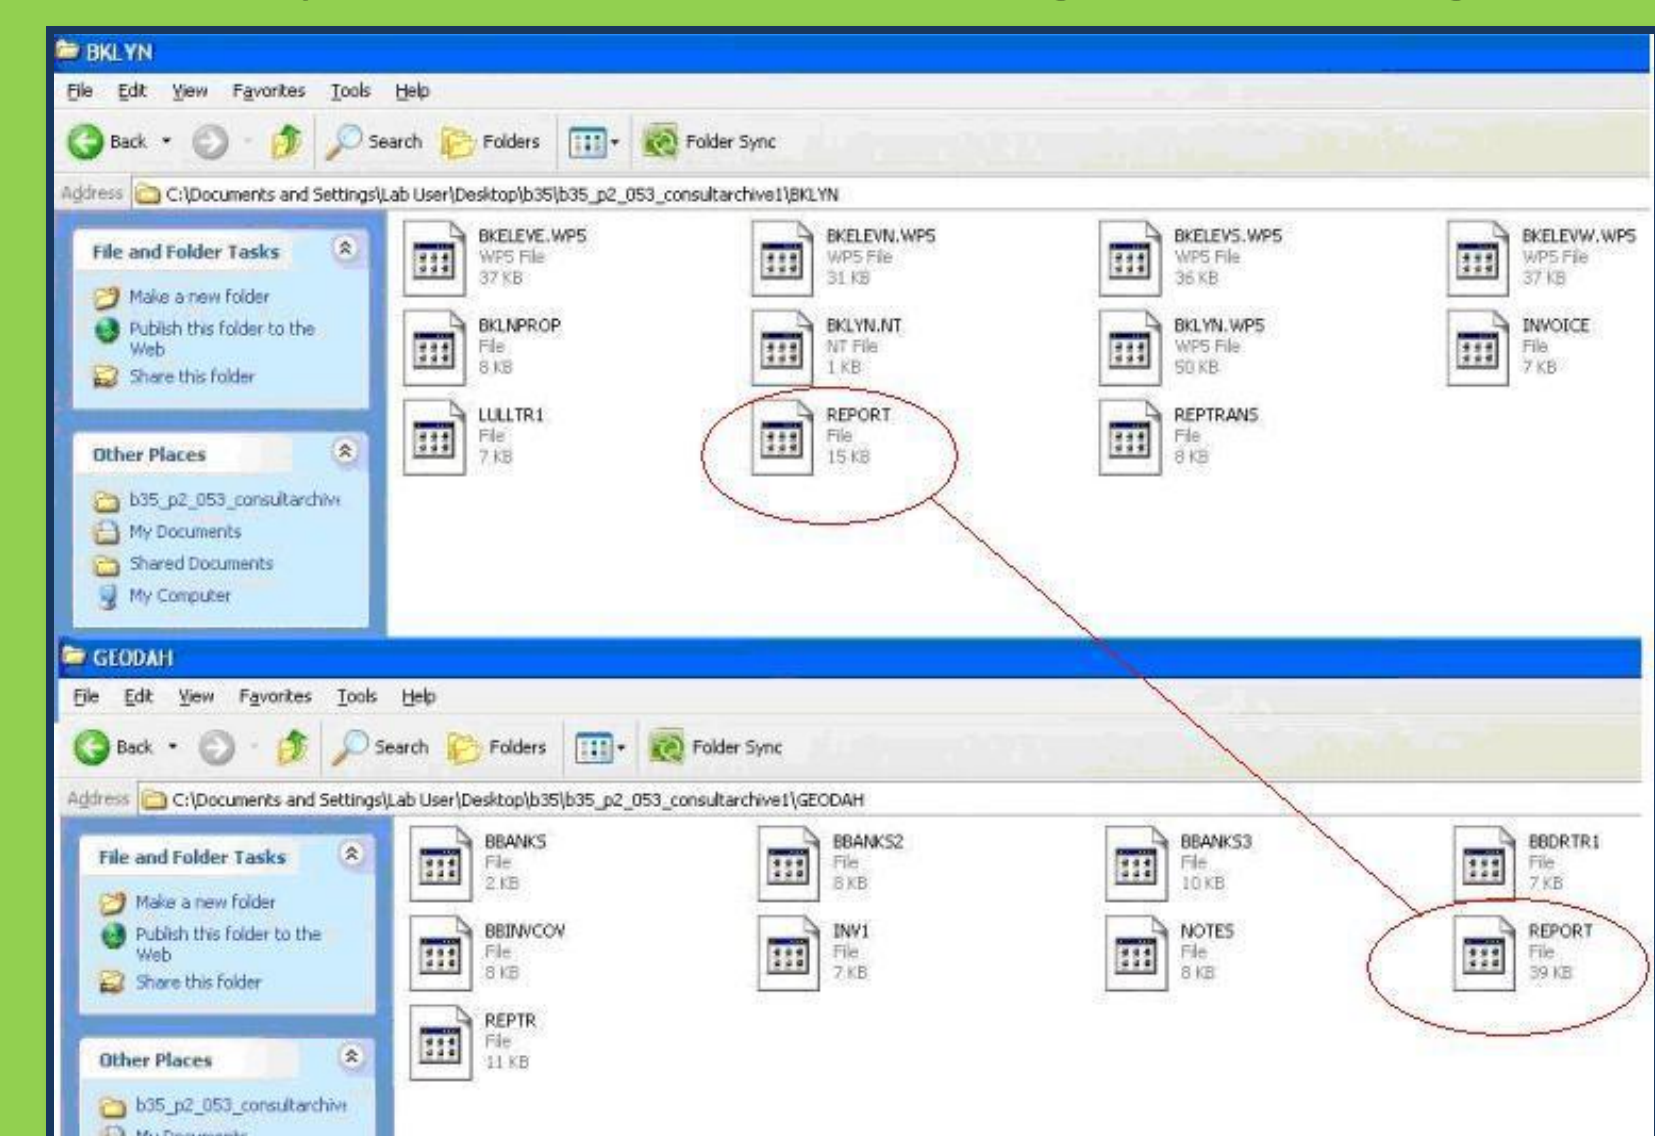 BKLYN
File Edit View Favorites Tools Help
Back Search Folders Folder Sync
Address C:\Documents and Settings\Lab User\Desktop\b35\b35_p2_053_consultarchive1\BKLYN
File and Folder Tasks
Make a new folder
Publish this folder to the
Web
Share this folder
Other Places
b35_p2_053_consultarchiv
My Documents
Shared Documents
My Computer
BKELEVE.WP5
WP5 File
37 KB
BKELEVN.WP5
WP5 File
31 KB
BKELEVS.WP5
WP5 File
36 KB
BKELEVW.WP5
WP5 File
37 KB
BKLNPROP
File
8 KB
BKLYN.NT
NT File
1 KB
BKLYN.WP5
WP5 File
50 KB
INVOICE
File
7 KB
LULLTR1
File
7 KB
REPORT
File
15 KB
REPTRANS
File
8 KB
GEODAH
File Edit View Favorites Tools Help
Back Search Folders Folder Sync
Address C:\Documents and Settings\Lab User\Desktop\b35\b35_p2_053_consultarchive1\GEODAH
File and Folder Tasks
Make a new folder
Publish this folder to the
Web
Share this folder
Other Places
b35_p2_053_consultarchiv
My Documents
BBANKS
File
2 KB
BBANKS2
File
8 KB
BBANKS3
File
10 KB
BBDRTR1
File
7 KB
BBINVCOV
File
8 KB
INV1
File
7 KB
NOTES
File
8 KB
REPORT
File
39 KB
REPTR
File
11 KB